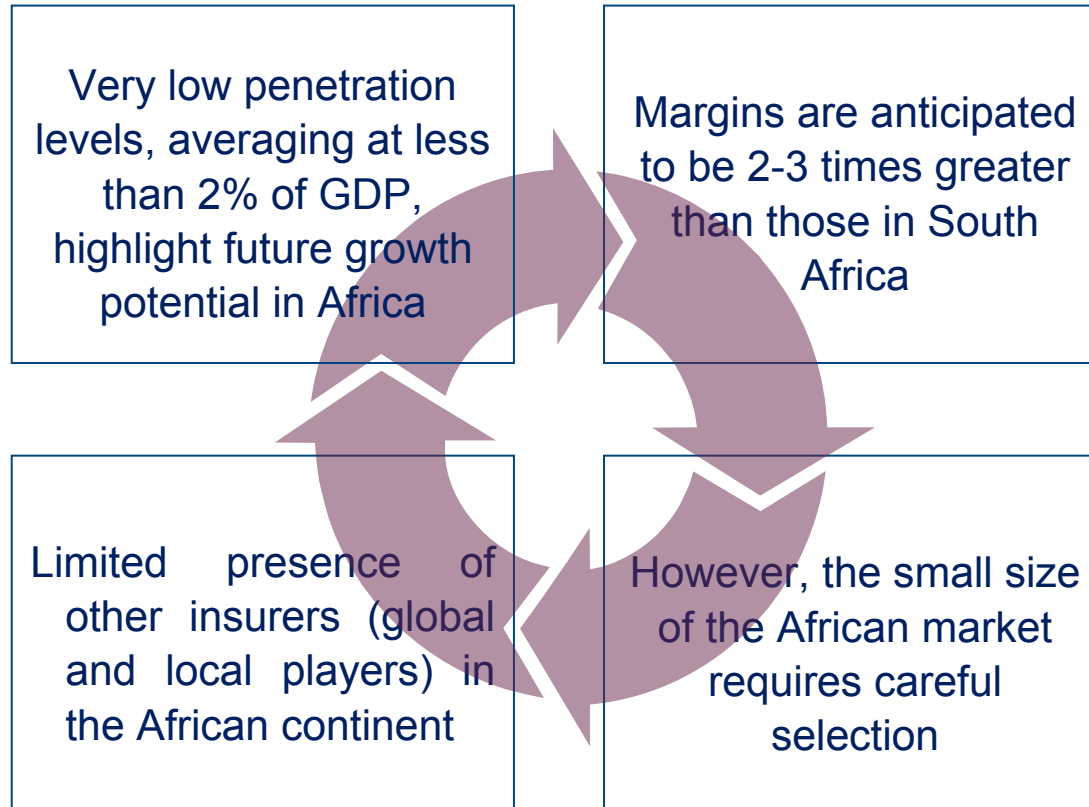 Very low penetration
levels, averaging at less
than 2% of GDP,
highlight future growth
potential in Africa
Margins are anticipated
to be 2-3 times greater
than those in South
Africa
Limited presence of
other insurers (global
and local players) in
the African continent
However, the small size
of the African market
requires careful
selection